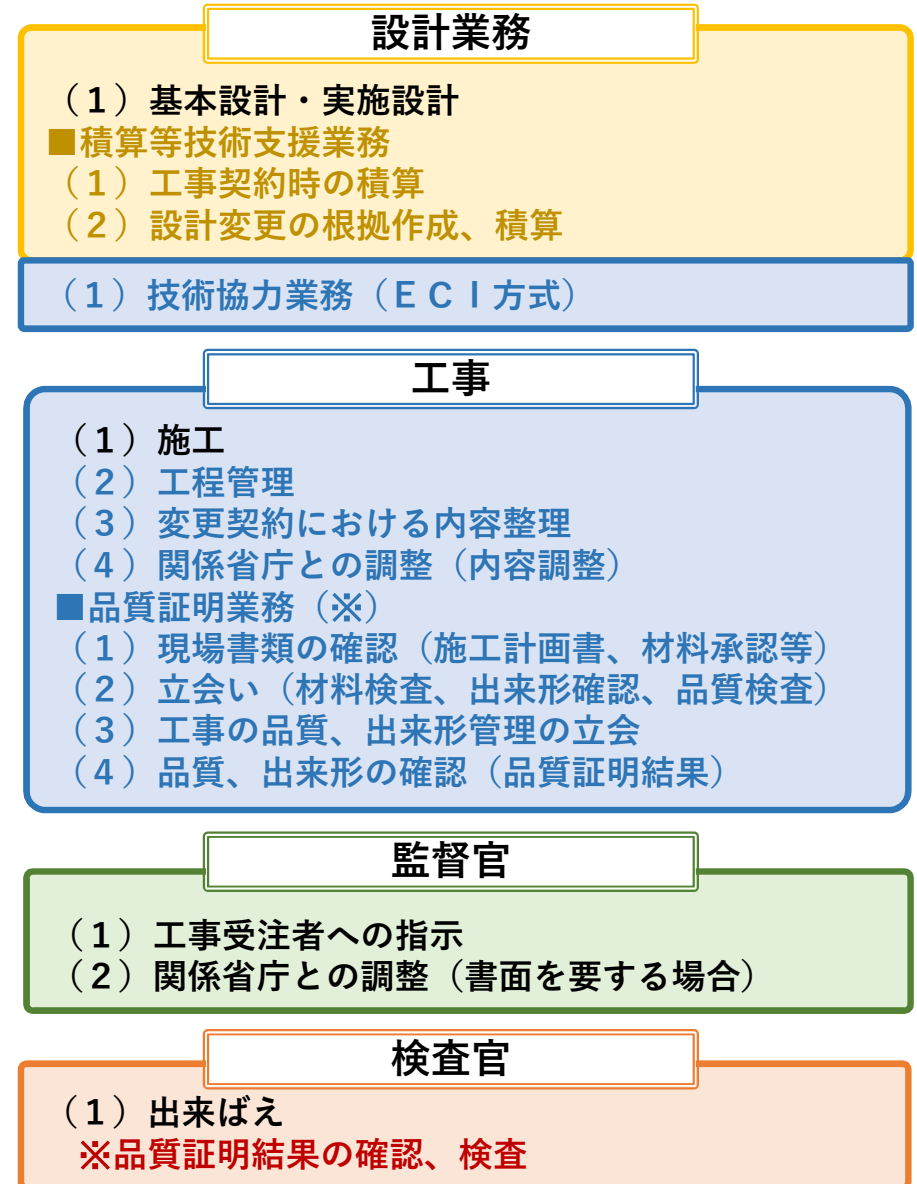 設計業務
（１）基本設計・実施設計
■積算等技術支援業務
（１）工事契約時の積算
（２）設計変更の根拠作成、積算
（１）技術協力業務（ＥＣＩ方式）
工事
（１）施工
（２）工程管理
（３）変更契約における内容整理
（４）関係省庁との調整（内容調整）
■品質証明業務（※）
（１）現場書類の確認（施工計画書、材料承認等）
（２）立会い（材料検査、出来形確認、品質検査）
（３）工事の品質、出来形管理の立会
（４）品質、出来形の確認（品質証明結果）
監督官
（１）工事受注者への指示
（２）関係省庁との調整（書面を要する場合）
検査官
（１）出来ばえ
※品質証明結果の確認、検査